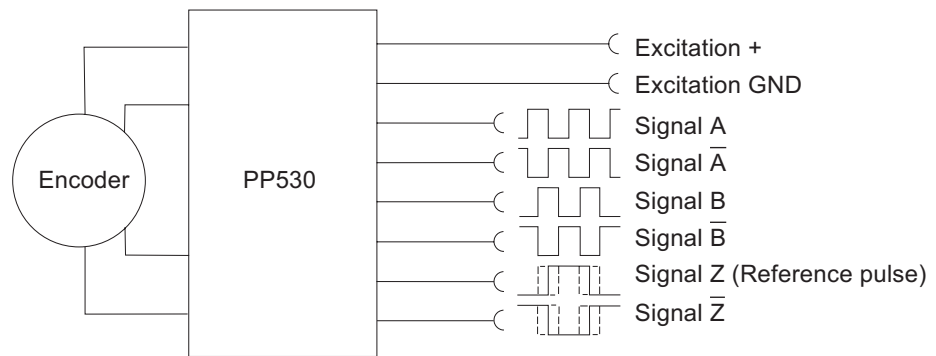 Excitation +
Excitation GND
Signal A
Signal A̅
Encoder
PP530
Signal B
Signal B̅
Signal Z (Reference pulse)
Signal Z̅